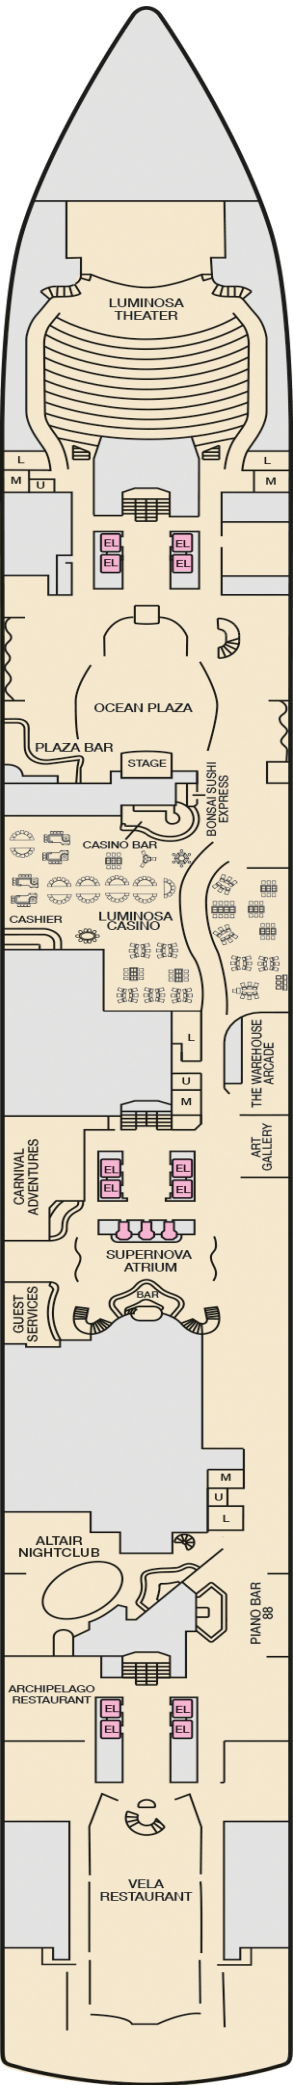 LUMINOSA
THEATER
L
L
M
U
M
EL
EL
EL
EL
OCEAN PLAZA
PLAZA BAR
STAGE
BONSAI SUSHI
EXPRESS
CASINO BAR
CASHIER
LUMINOSA
CASINO
L
U
M
THE WAREHOUSE
ARCADE
ART
GALLERY
CARNIVAL
ADVENTURES
EL
EL
EL
EL
SUPERNOVA
ATRIUM
BAR
GUEST
SERVICES
M
U
L
ALTAIR
NIGHTCLUB
PIANO BAR
88
ARCHIPELAGO
RESTAURANT
EL
EL
EL
EL
VELA
RESTAURANT